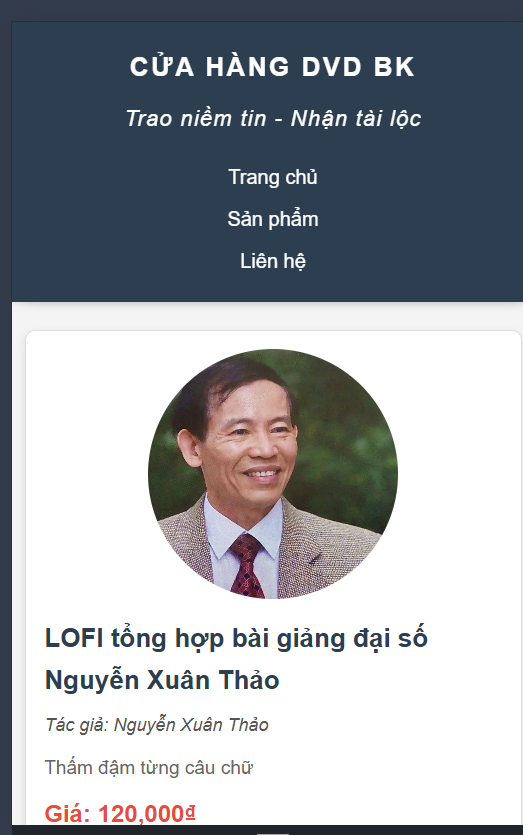 CỬA HÀNG DVD BK
Trao niềm tin - Nhận tài lộc
Trang chủ
Sản phẩm
Liên hệ
LOFI tổng hợp bài giảng đại số
Nguyễn Xuân Thảo
Tác giả: Nguyễn Xuân Thảo
Thấm đậm từng câu chữ
Giá: 120,000₫